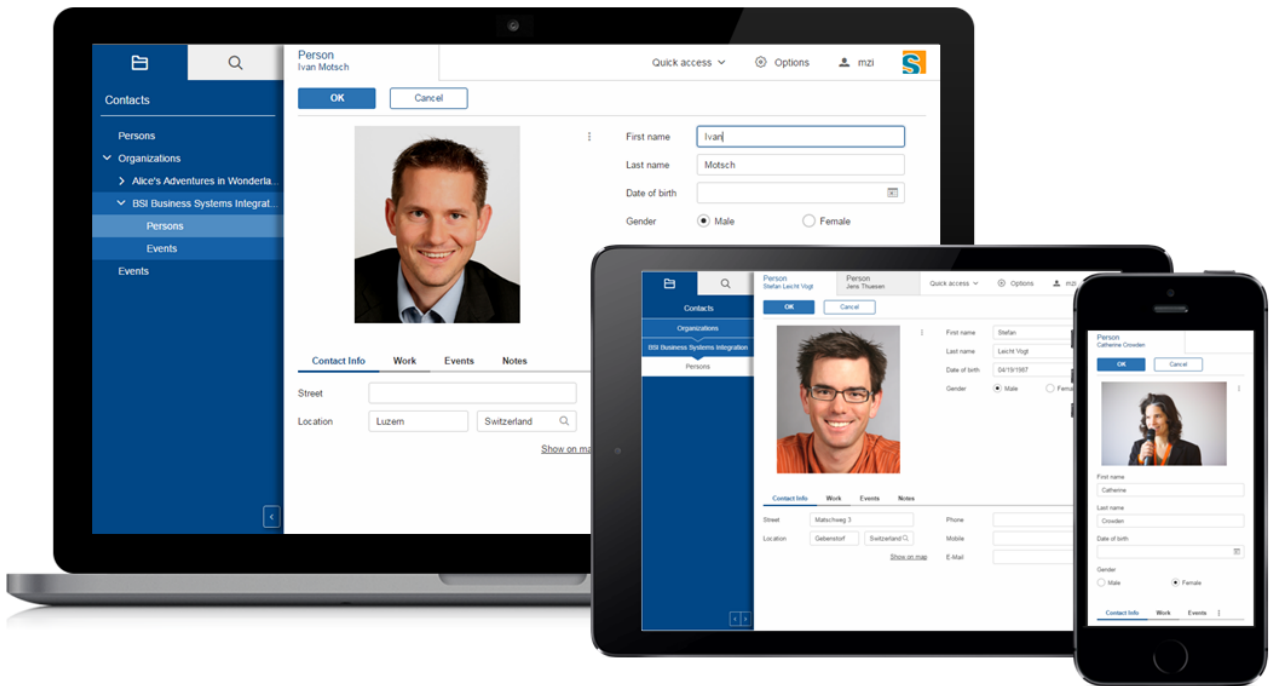 Person
Ivan Motsch
Quick access
Options
mzi
S
Contacts
OK
Cancel
Persons
Organizations
Alice's Adventures in Wonderla...
BSI Business Systems Integrat...
Persons
Events
Events
First name
Ivan
Last name
Motsch
Date of birth
Gender
Male
Female
Contact Info
Work
Events
Notes
Street
Location
Luzern
Switzerland
Show on ma
Person
Stefan Leicht Vogt
Person
Jens Thuesen
Quick access
Options
mzi
Contacts
Organizations
BSI Business Systems Integration
Persons
OK
Cancel
First name
Stefan
Last name
Leicht Vogt
Date of birth
04/19/1987
Gender
Male
Fema
Contact Info
Work
Events
Notes
Street
Matschweg 3
Phone
Location
Gebenstorf
Switzerland
Mobile
Show on map
E-Mail
Person
Catherine Crowden
OK
Cancel
First name
Catherine
Last name
Crowden
Date of birth
Gender
Male
Female
Contact Info
Work
Events